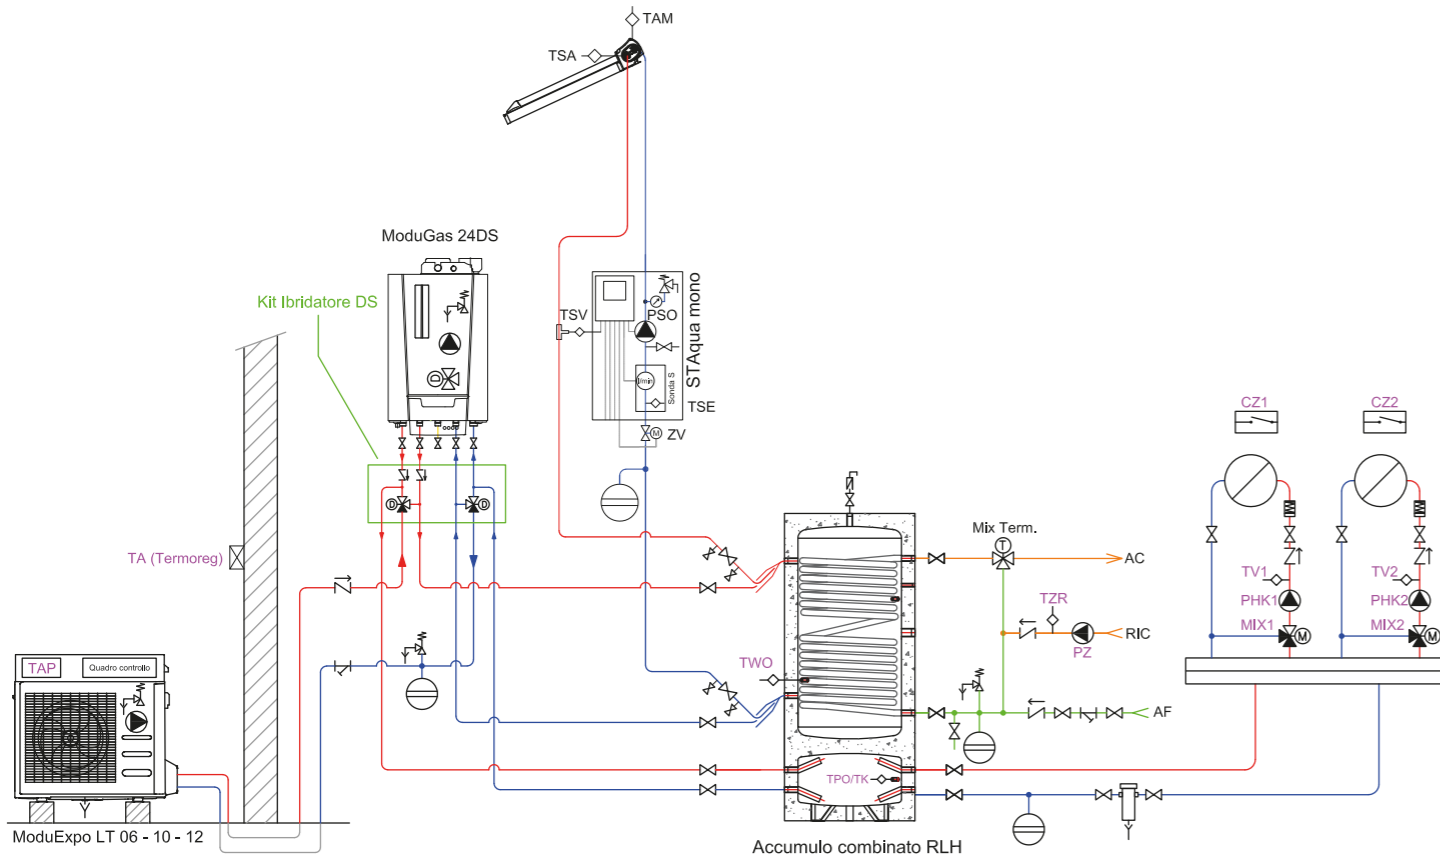 TAM
TSA
ModuGas 24DS
Kit Ibridatore DS
TSV
PSO
STAqua mono
l/min
Sonda S
TSE
ZV
M
D
D
D
CZ1
CZ2
TA (Termoreg)
Mix Term.
T
AC
TV1
TV2
TZR
PHK1
PHK2
RIC
MIX1
M
MIX2
M
PZ
TWO
TAP
Quadro controllo
AF
TPO/TK
ModuExpo LT 06 - 10 - 12
Accumulo combinato RLH